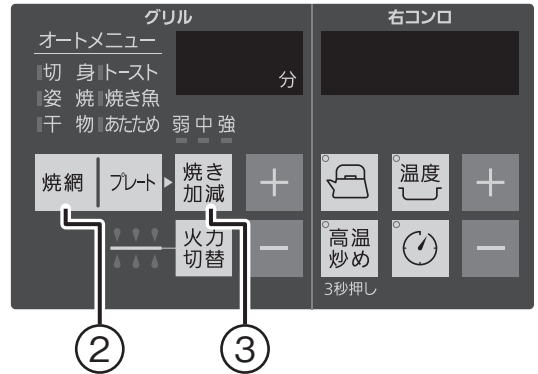 グリル
オートメニュー
切 身 トースト
姿 焼 焼き魚
干 物 あたため
分
弱 中 強
焼網 プレート 焼き加減
＋
火力切替
－
右コンロ
温度
＋
高温炒め
－
3秒押し
②
③